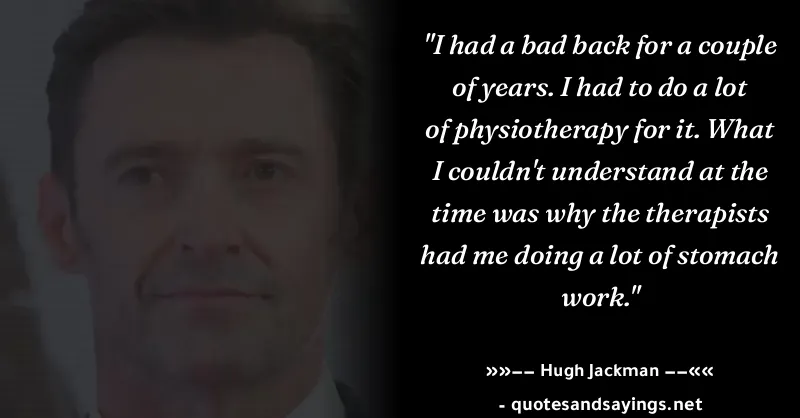 "I had a bad back for a couple
of years. I had to do a lot
of physiotherapy for it. What
I couldn't understand at the
time was why the therapists
had me doing a lot of stomach
work."
»»−− Hugh Jackman −−««
- quotesandsayings.net